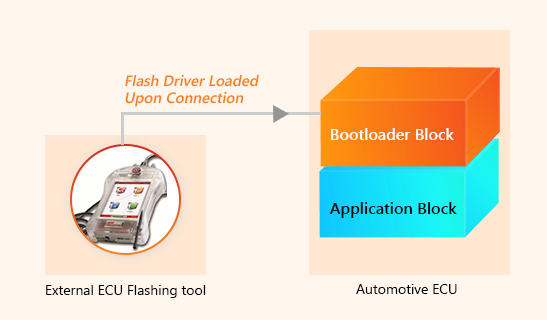 Flash Driver Loaded
Upon Connection
Bootloader Block
Application Block
External ECU Flashing tool
Automotive ECU